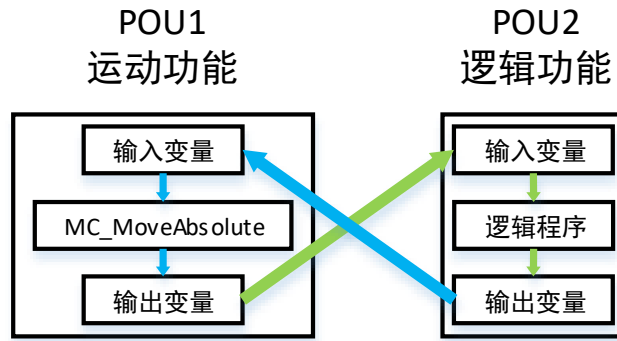 POU1
运动功能
输入变量
MC_MoveAbsolute
输出变量
POU2
逻辑功能
输入变量
逻辑程序
输出变量